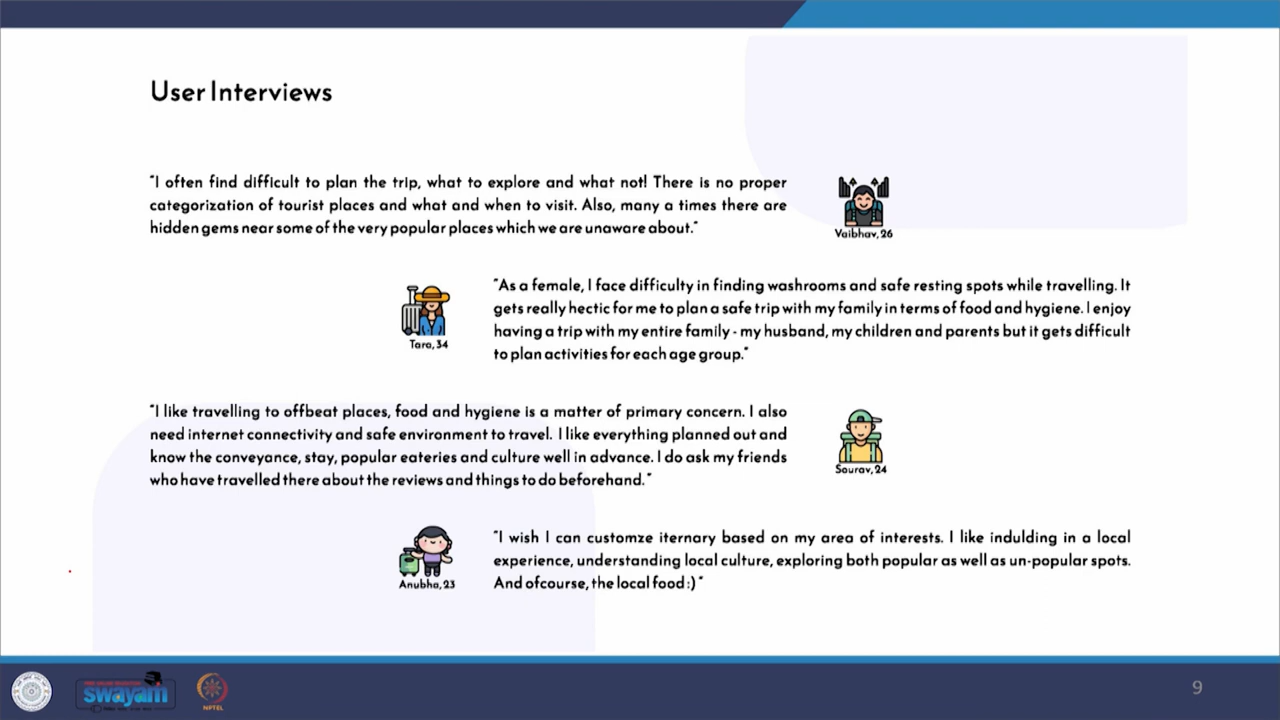 User Interviews
"I often find difficult to plan the trip, what to explore and what not! There is no proper
categorization of tourist places and what and when to visit. Also, many a times there are
hidden gems near some of the very popular places which we are unaware about."
Vaibhav, 26
"As a female, I face difficulty in finding washrooms and safe resting spots while travelling. It
gets really hectic for me to plan a safe trip with my family in terms of food and hygiene. I enjoy
having a trip with my entire family - my husband, my children and parents but it gets difficult
to plan activities for each age group."
Tara, 34
"I like travelling to offbeat places, food and hygiene is a matter of primary concern. I also
need internet connectivity and safe environment to travel. I like everything planned out and
know the conveyance, stay, popular eateries and culture well in advance. I do ask my friends
who have travelled there about the reviews and things to do beforehand."
Saurav, 24
"I wish I can customze iternary based on my area of interests. I like indulding in a local
experience, understanding local culture, exploring both popular as well as un-popular spots.
And ofcourse, the local food :) "
Anubha, 23
swayam
NPTEL
9